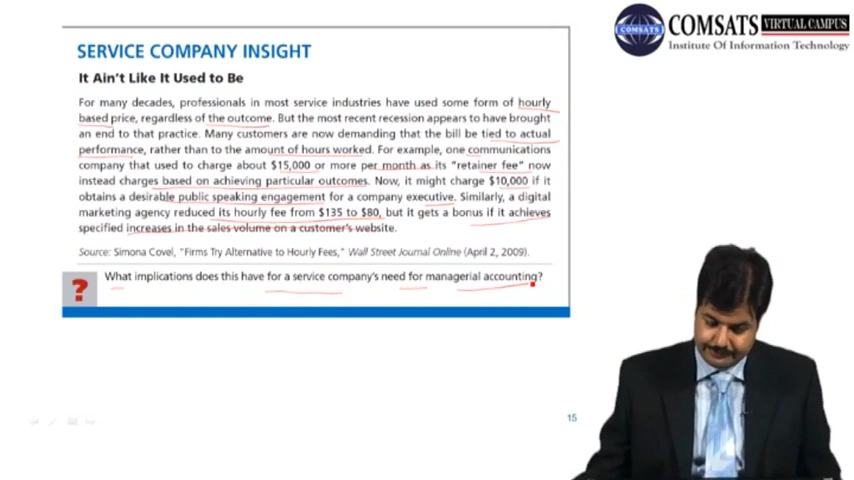 COMSATS VIRTUAL CAMPUS
Institute Of Information Technology
COMSATS
SERVICE COMPANY INSIGHT
It Ain't Like It Used to Be
For many decades, professionals in most service industries have used some form of hourly
based price, regardless of the outcome. But the most recent recession appears to have brought
an end to that practice. Many customers are now demanding that the bill be tied to actual
performance, rather than to the amount of hours worked. For example, one communications
company that used to charge about $15,000 or more per month as its "retainer fee" now
instead charges based on achieving particular outcomes. Now, it might charge $10,000 if it
obtains a desirable public speaking engagement for a company executive. Similarly, a digital
marketing agency reduced its hourly fee from $135 to $80, but it gets a bonus if it achieves
specified increases in the sales volume on a customer's website.
Source: Simona Covel, "Firms Try Alternative to Hourly Fees," Wall Street Journal Online (April 2, 2009).
? What implications does this have for a service company's need for managerial accounting?
15